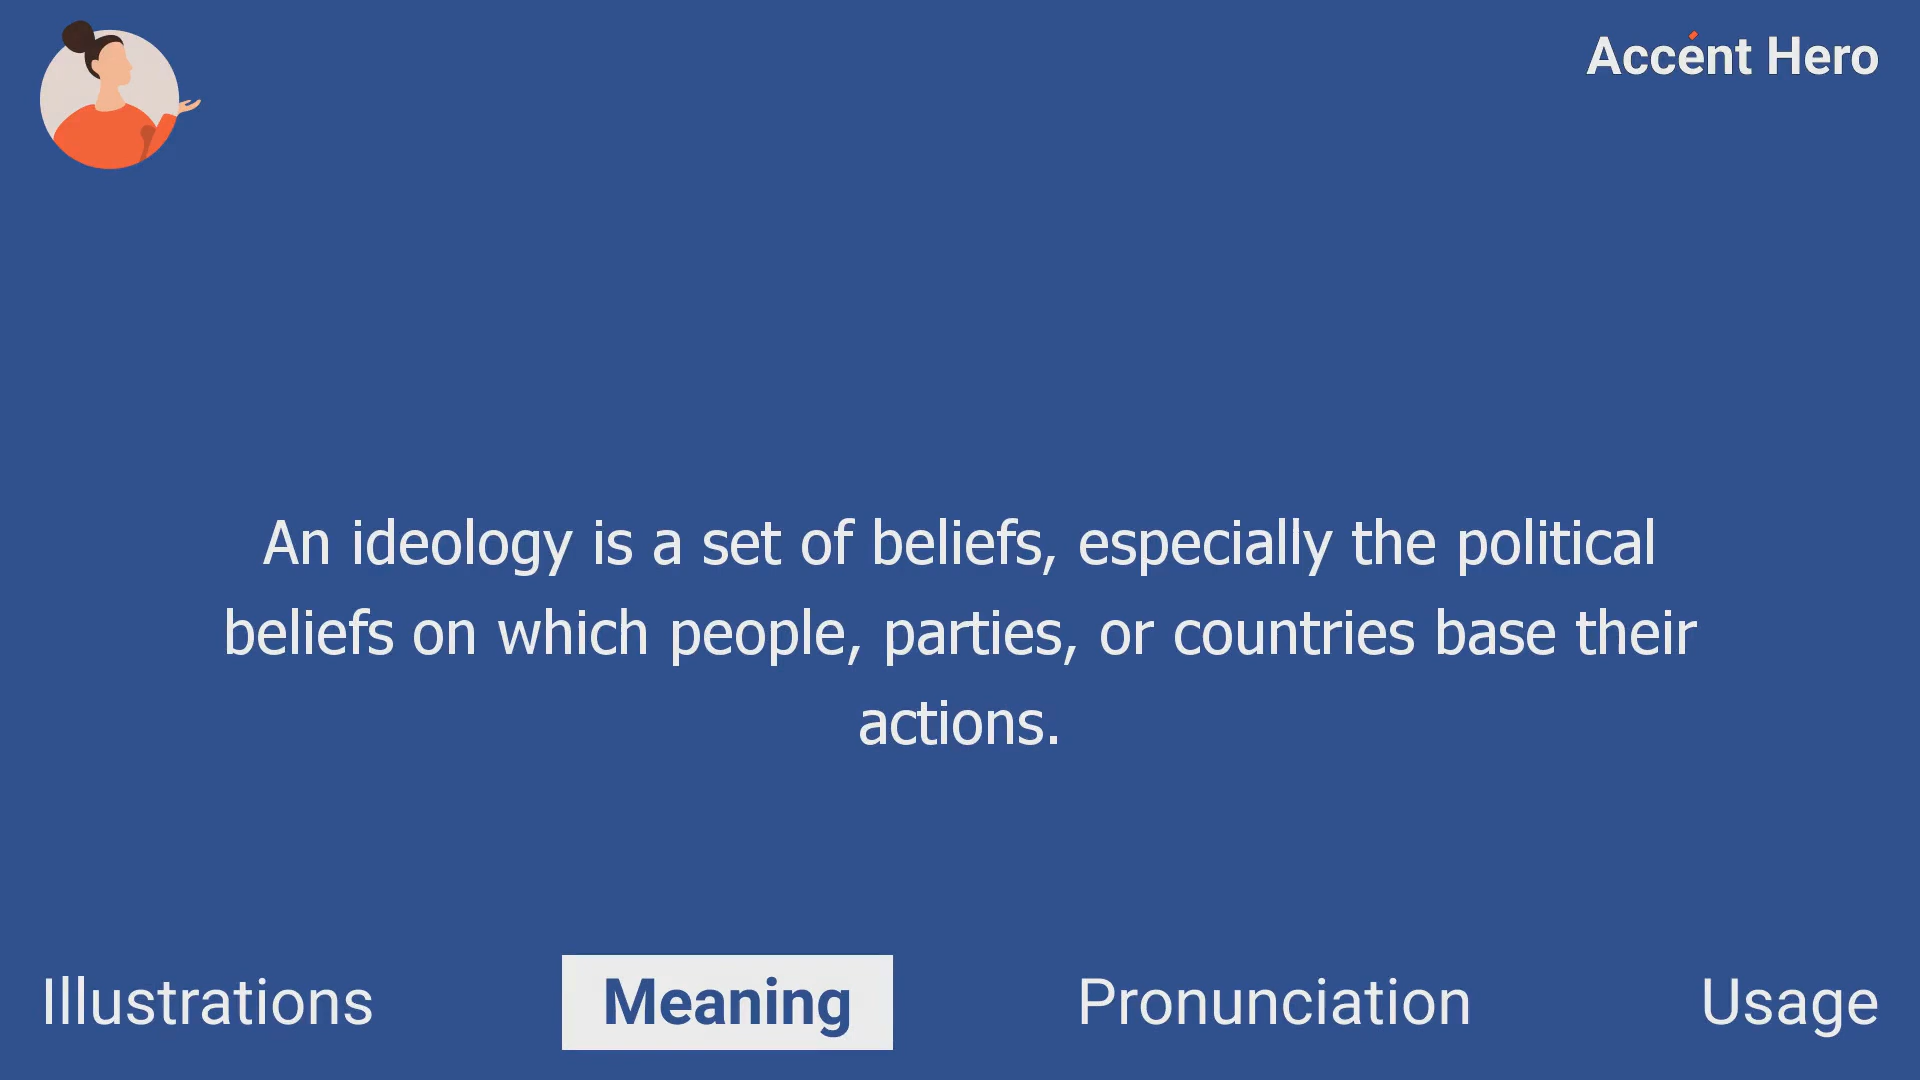 Accént Hero
An ideology is a set of beliefs, especially the political
beliefs on which people, parties, or countries base their
actions.
Illustrations
Meaning
Pronunciation
Usage